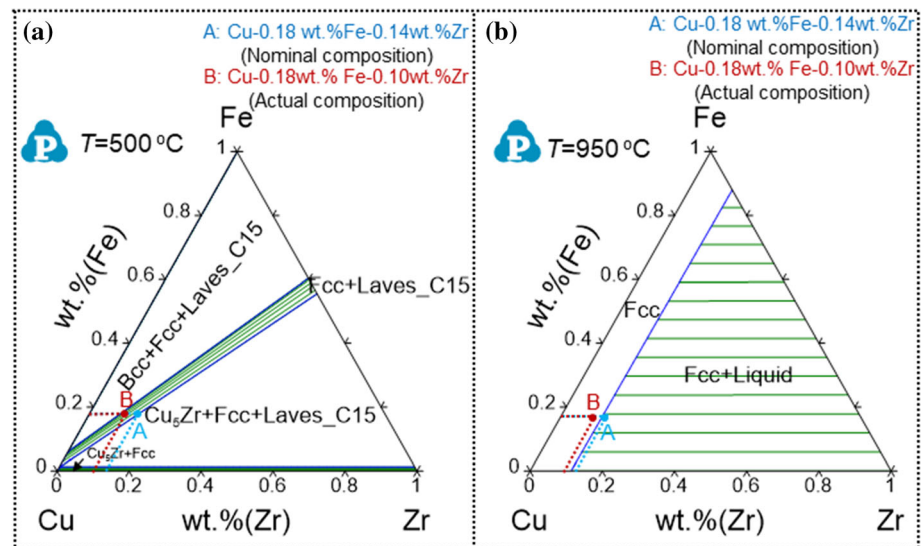 (a)
A: Cu-0.18 wt.%Fe-0.14wt.%Zr
(Nominal composition)
B: Cu-0.18wt.% Fe-0.10wt.%Zr
(Actual composition)
Fe
P
T=500 °C
1
0.8
0.6
0.4
0.2
0
wt.%(Fe)
Bcc+Fcc+Laves_C15
Fcc+Laves_C15
B
Cu5Zr+Fcc+Laves_C15
A
Cu5Zr+Fcc
0
0.2
0.4
0.6
0.8
1
Cu
wt.%(Zr)
Zr
(b)
A: Cu-0.18 wt.%Fe-0.14wt.%Zr
(Nominal composition)
B: Cu-0.18wt.% Fe-0.10wt.%Zr
(Actual composition)
Fe
P
T=950 °C
1
0.8
0.6
0.4
0.2
0
wt.%(Fe)
Fcc
Fcc+Liquid
B
A
0
0.2
0.4
0.6
0.8
1
Cu
wt.%(Zr)
Zr